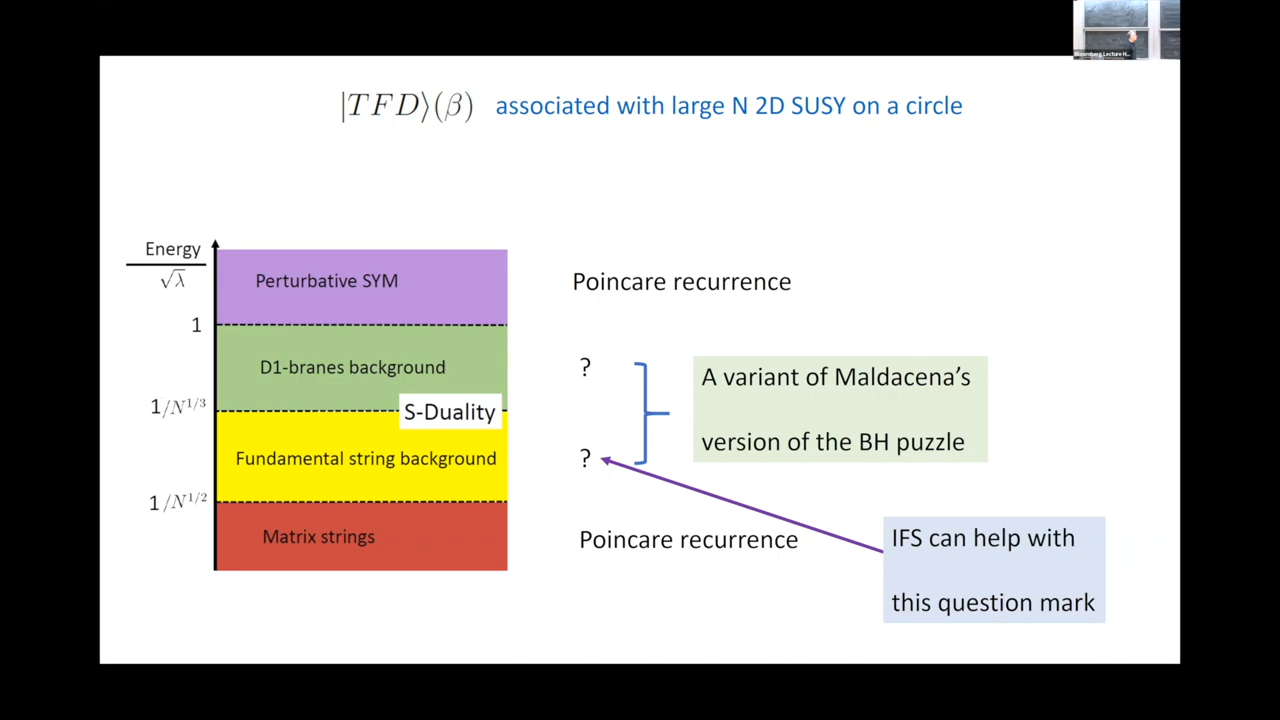 |TFD⟩(β) associated with large N 2D SUSY on a circle
Energy
√λ
Perturbative SYM
Poincare recurrence
1
D1-branes background
?
A variant of Maldacena's
version of the BH puzzle
1/N^{1/3}
S-Duality
Fundamental string background
?
1/N^{1/2}
Matrix strings
Poincare recurrence
IFS can help with
this question mark
Bloomberg Lecture H...